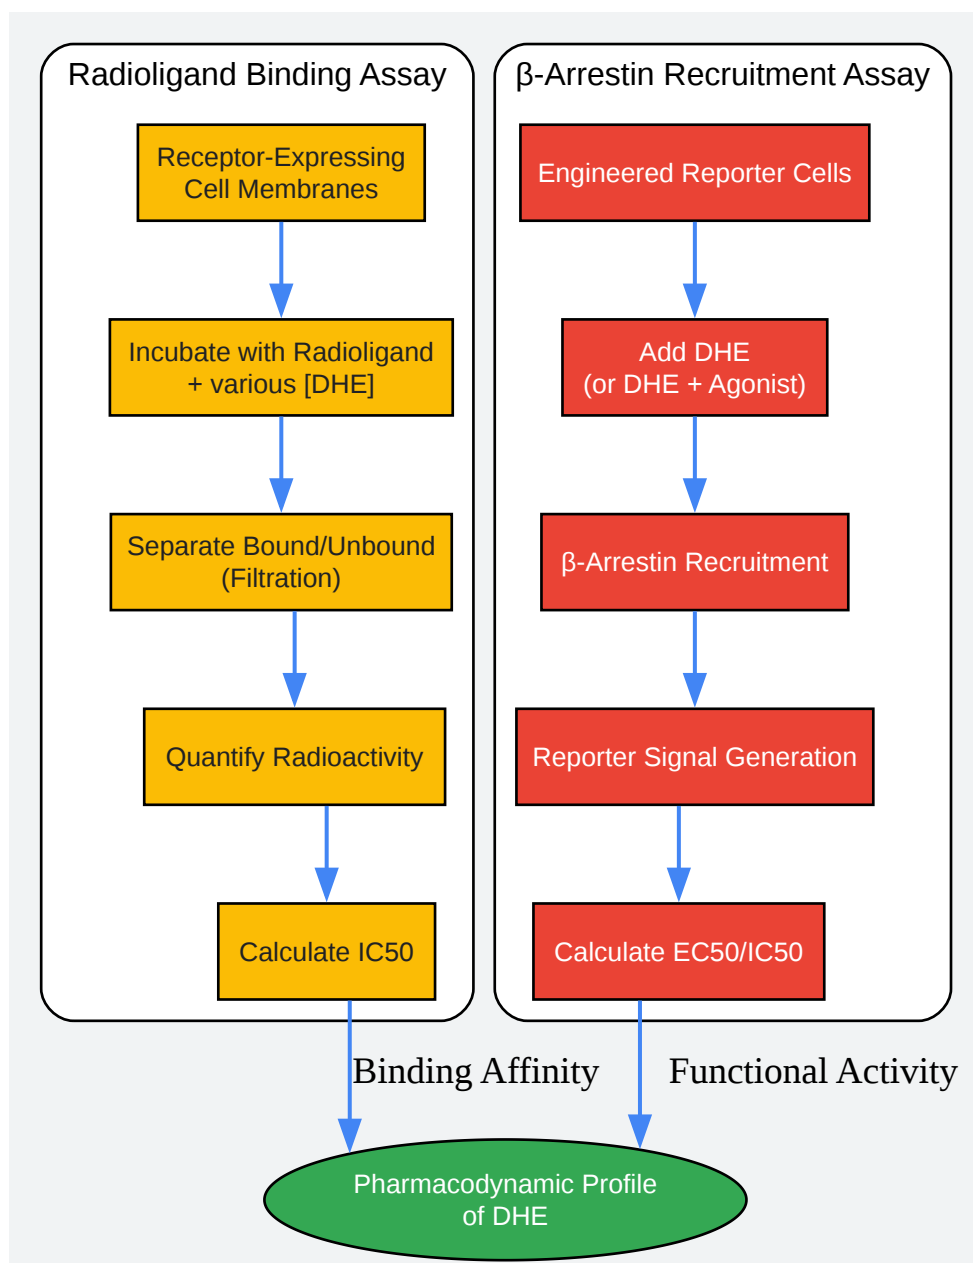 Radioligand Binding Assay
Receptor-Expressing
Cell Membranes
Incubate with Radioligand
+ various [DHE]
Separate Bound/Unbound
(Filtration)
Quantify Radioactivity
Calculate IC50
β-Arrestin Recruitment Assay
Engineered Reporter Cells
Add DHE
(or DHE + Agonist)
β-Arrestin Recruitment
Reporter Signal Generation
Calculate EC50/IC50
Binding Affinity
Functional Activity
Pharmacodynamic Profile
of DHE